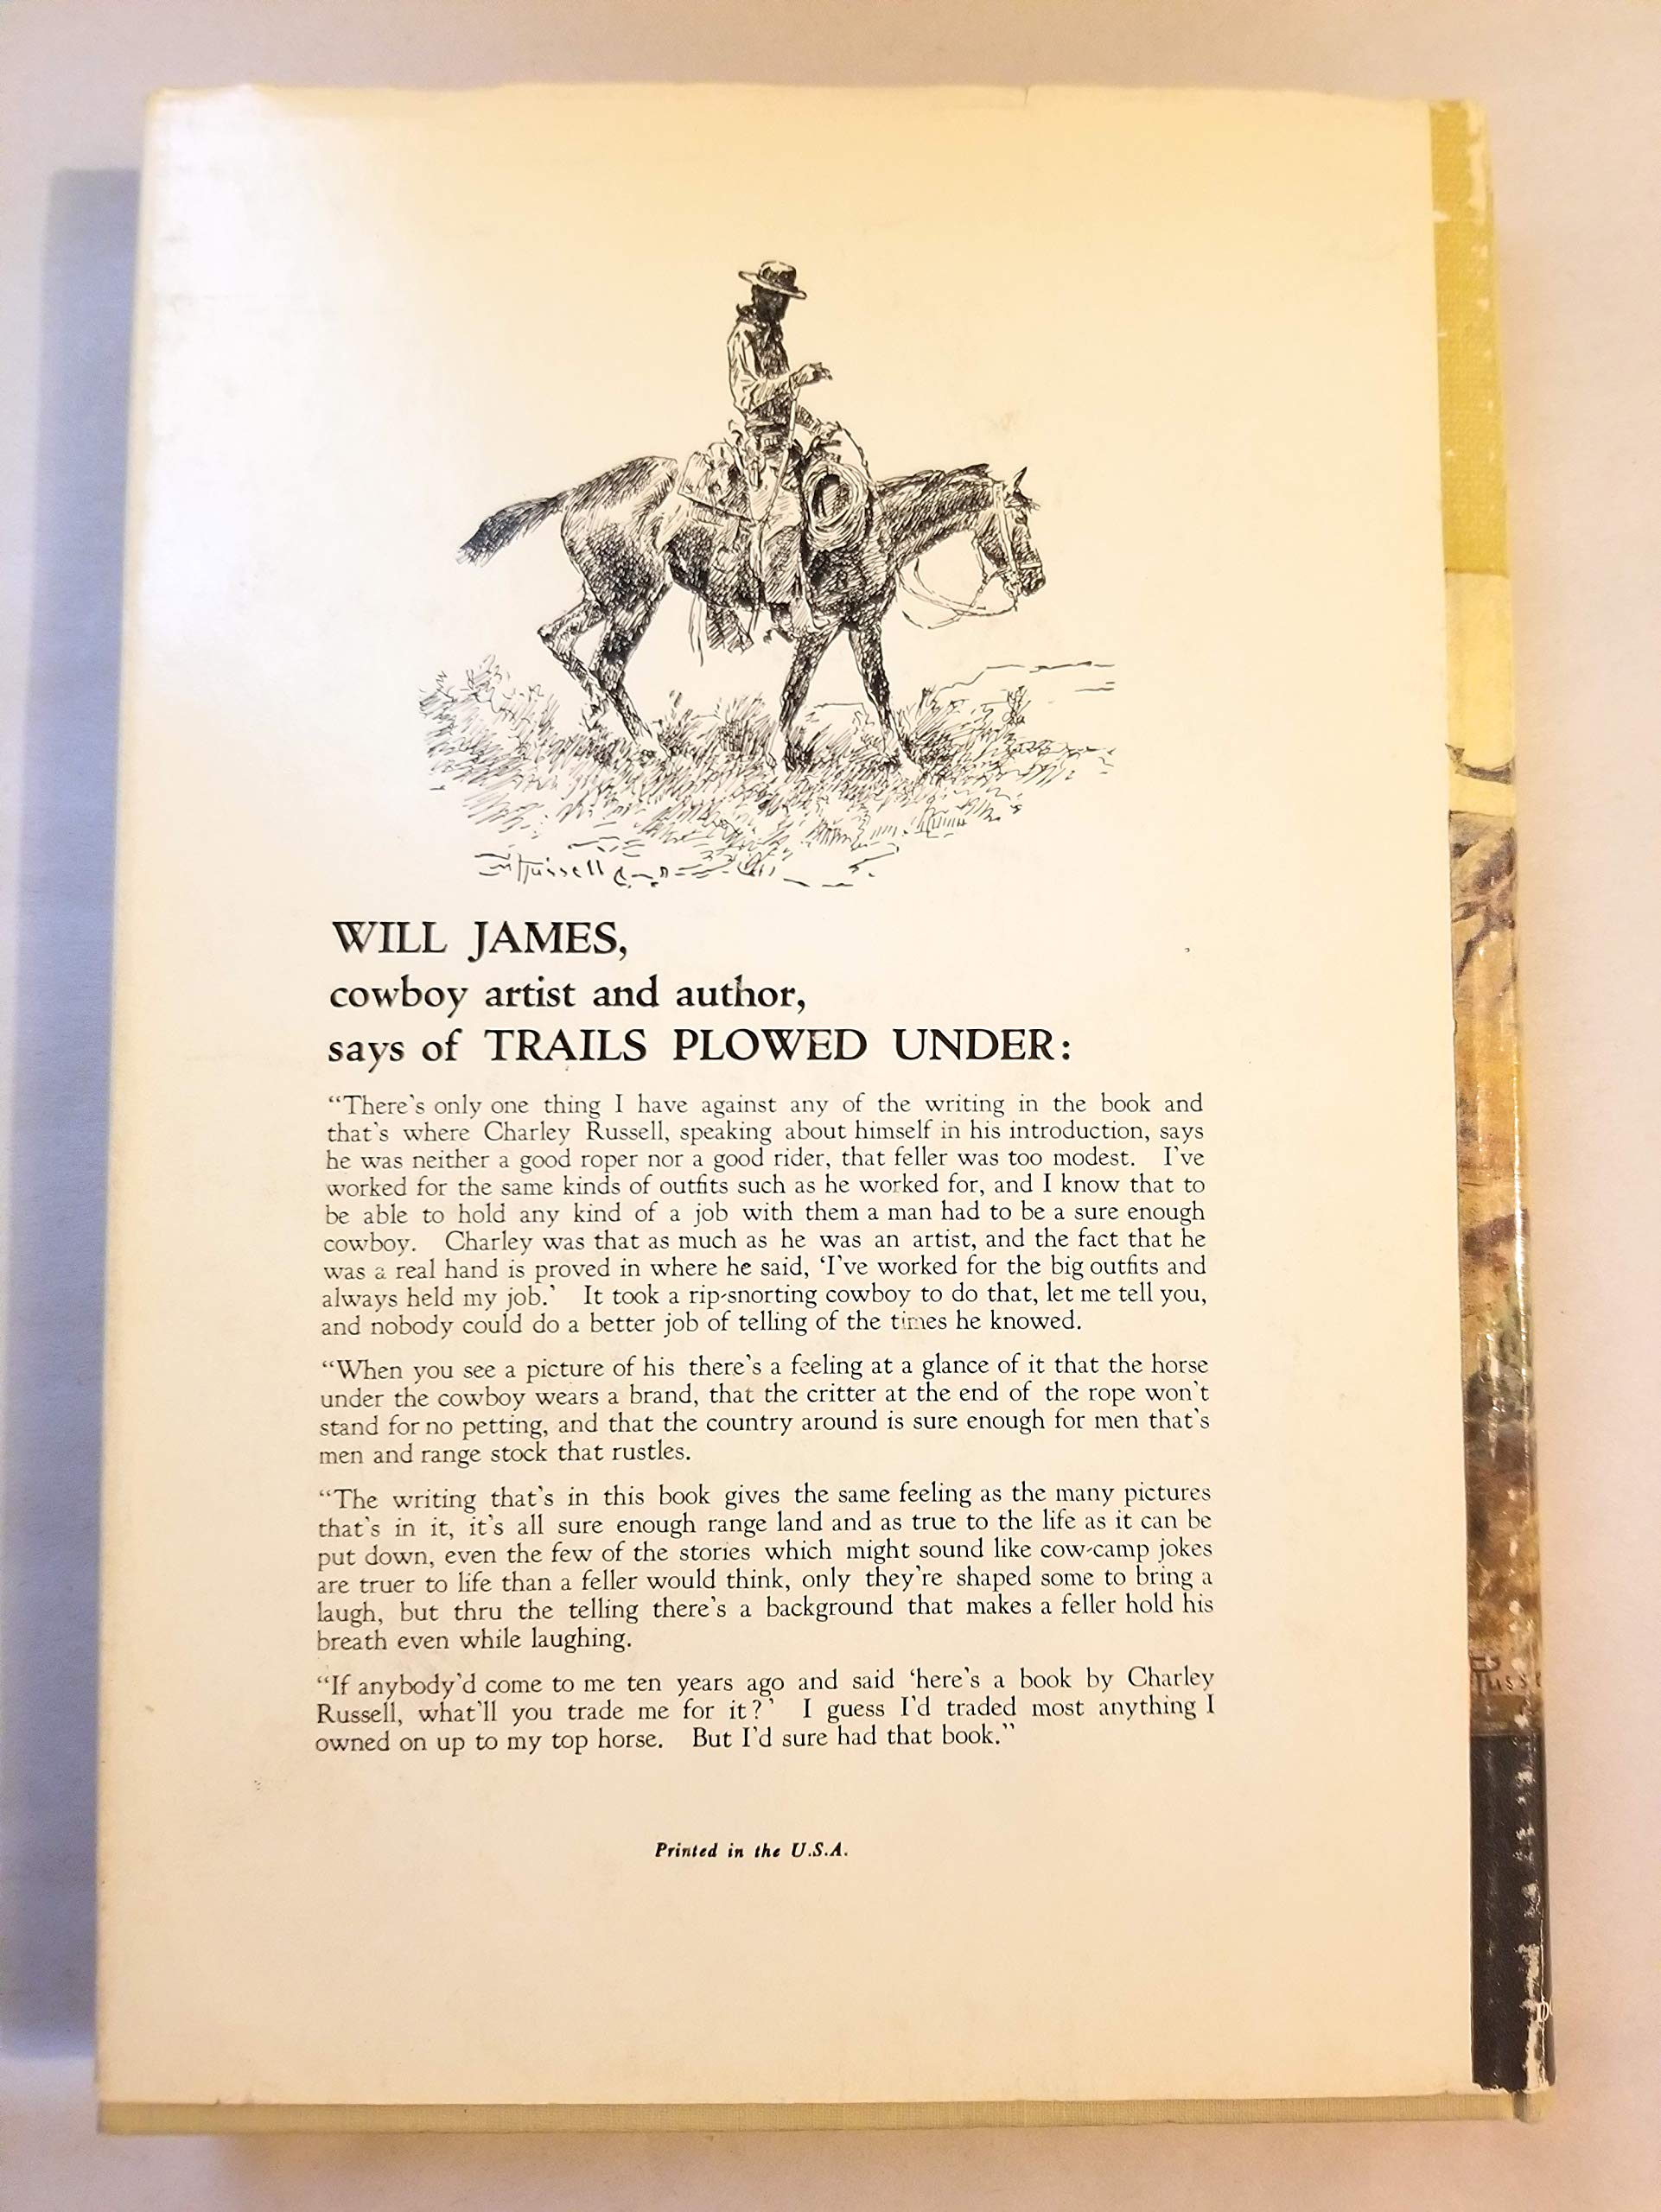 CMRussell
WILL JAMES,
cowboy artist and author,
says of TRAILS PLOWED UNDER:
“There's only one thing I have against any of the writing in the book and
that's where Charley Russell, speaking about himself in his introduction, says
he was neither a good roper nor a good rider, that feller was too modest. I've
worked for the same kinds of outfits such as he worked for, and I know that to
be able to hold any kind of a job with them a man had to be a sure enough
cowboy. Charley was that as much as he was an artist, and the fact that he
was a real hand is proved in where he said, ‘I've worked for the big outfits and
always held my job.’ It took a rip-snorting cowboy to do that, let me tell you,
and nobody could do a better job of telling of the times he knowed.
“When you see a picture of his there's a feeling at a glance of it that the horse
under the cowboy wears a brand, that the critter at the end of the rope won't
stand for no petting, and that the country around is sure enough for men that's
men and range stock that rustles.
“The writing that's in this book gives the same feeling as the many pictures
that's in it, it's all sure enough range land and as true to the life as it can be
put down, even the few of the stories which might sound like cow-camp jokes
are truer to life than a feller would think, only they're shaped some to bring a
laugh, but thru the telling there's a background that makes a feller hold his
breath even while laughing.
“If anybody'd come to me ten years ago and said ‘here's a book by Charley
Russell, what'll you trade me for it?’ I guess I'd traded most anything I
owned on up to my top horse. But I'd sure had that book.”
Printed in the U.S.A.